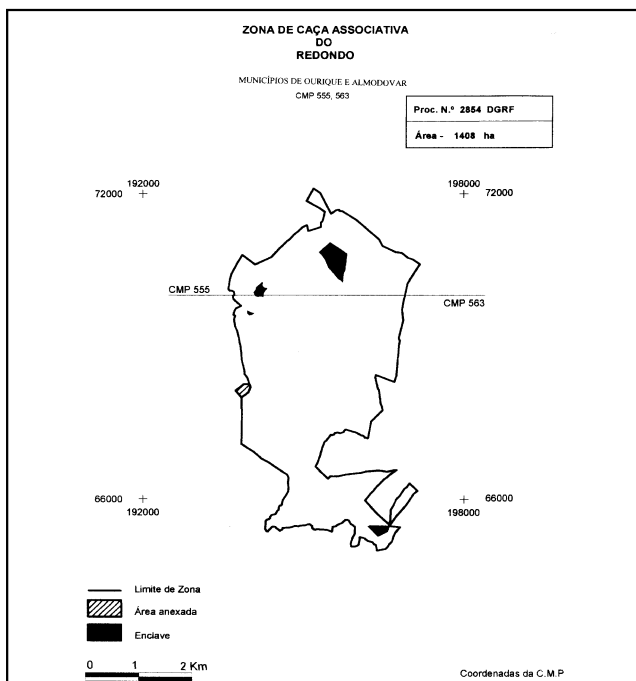 ZONA DE CAÇA ASSOCIATIVA
DO
REDONDO
MUNICÍPIOS DE OURIQUE E ALMODOVAR
CMP 555, 563
Proc. N.º 2854 DGRF
Área - 1408 ha
192000
72000
198000
72000
CMP 555
CMP 563
66000
192000
66000
198000
Limite de Zona
Área anexada
Enclave
0 1 2 Km
Coordenadas da C.M.P